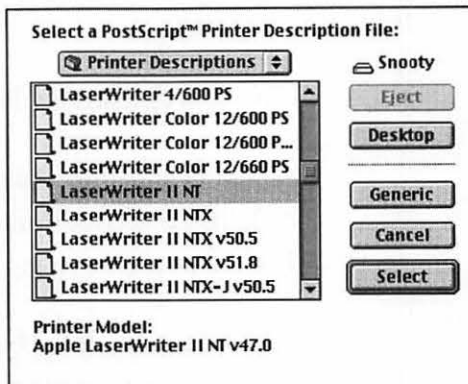 Select a PostScript™ Printer Description File:
Printer Descriptions
Snooty
LaserWriter 4/600 PS
LaserWriter Color 12/600 PS
LaserWriter Color 12/600 P...
LaserWriter Color 12/660 PS
LaserWriter II NT
LaserWriter II NTX
LaserWriter II NTX v50.5
LaserWriter II NTX v51.8
LaserWriter II NTX-J v50.5
Eject
Desktop
Generic
Cancel
Select
Printer Model:
Apple LaserWriter II NT v47.0